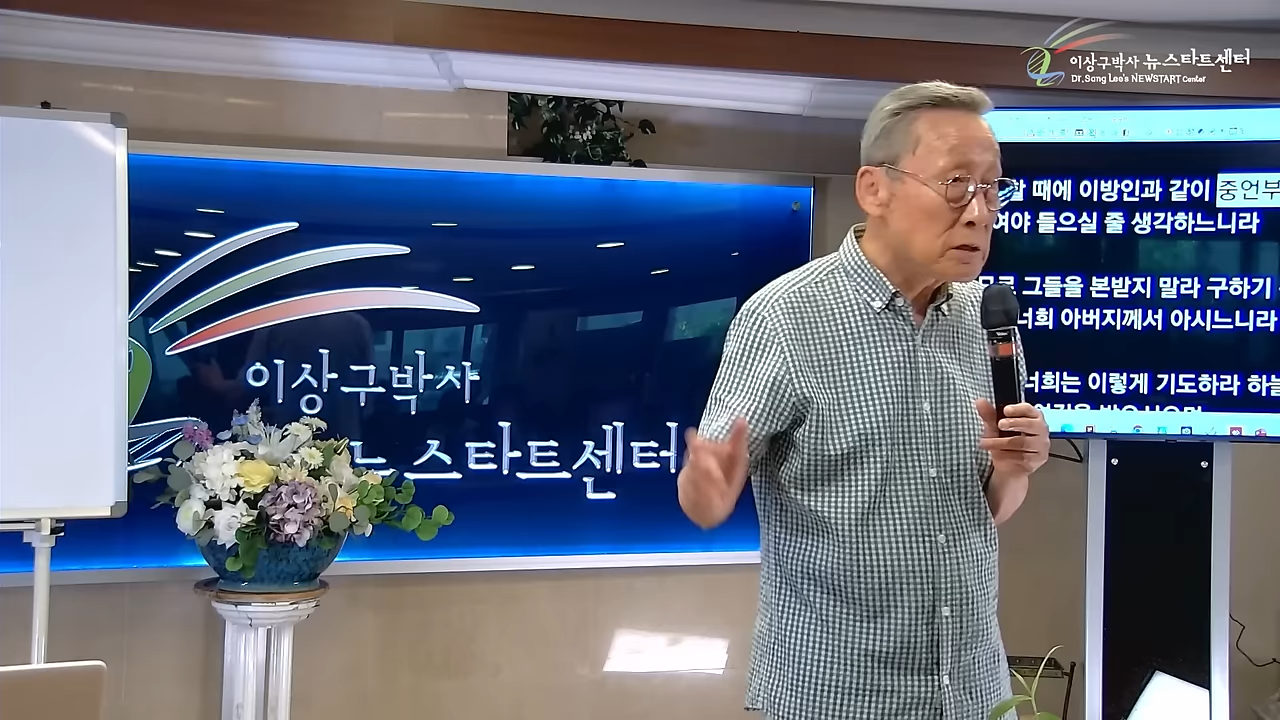 이상구박사 뉴스타트센터
Dr. Sang Lee's NEWSTART Center
할 때에 이방인과 같이 중언부
여야 들으실 줄 생각하느니라
그들을 본받지 말라 구하기
너희 아버지께서 아시느니라
너희는 이렇게 기도하라 하늘
이상구박사
뉴스타트센터